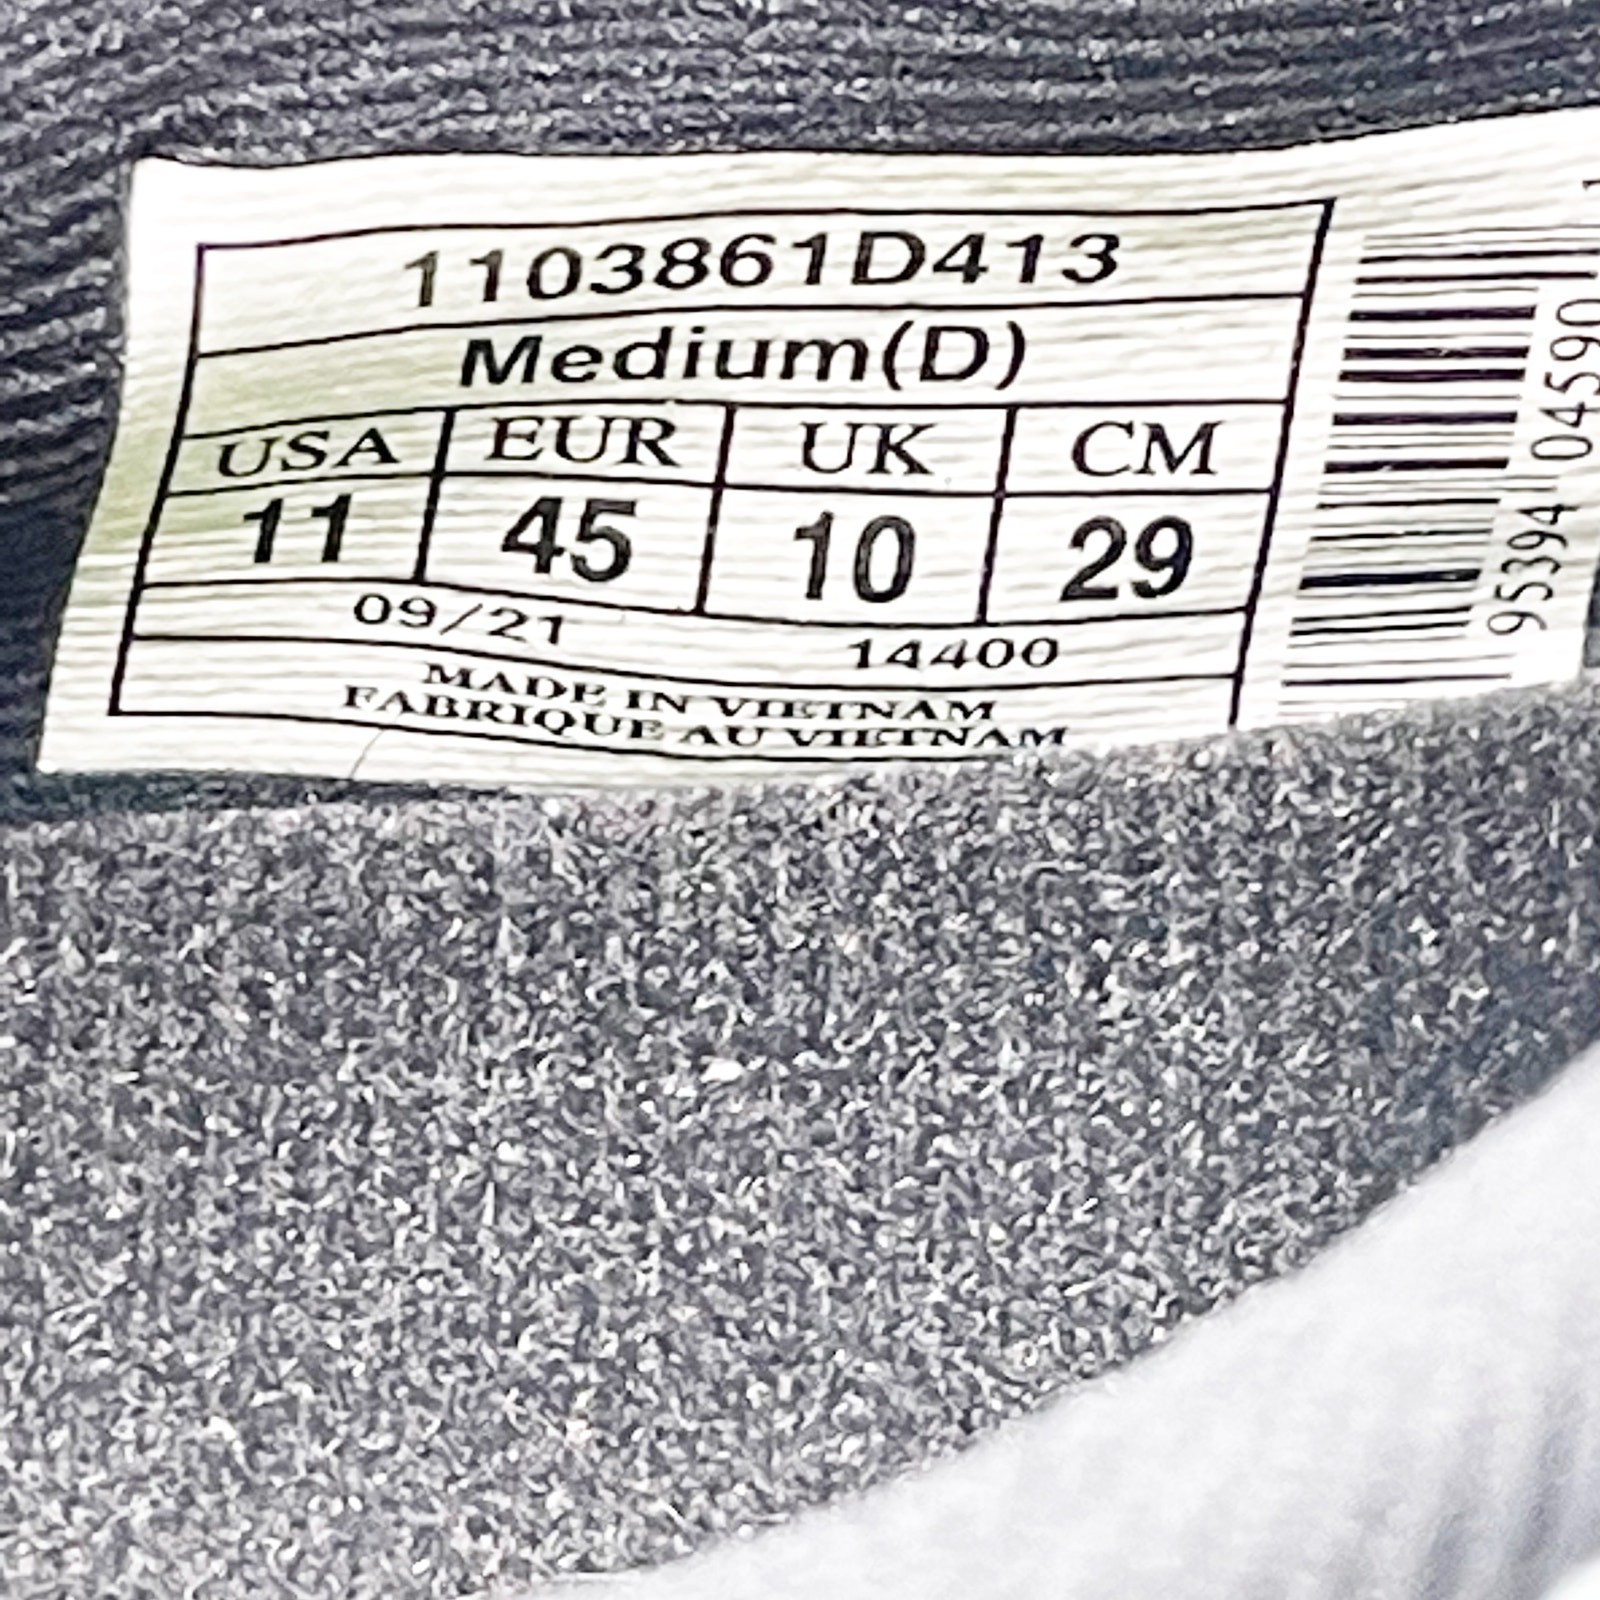 1103861D413
Medium(D)
USA EUR UK CM
11 45 10 29
09/21 14400
MADE IN VIETNAM
FABRIQUE AU VIETNAM
95394 04590